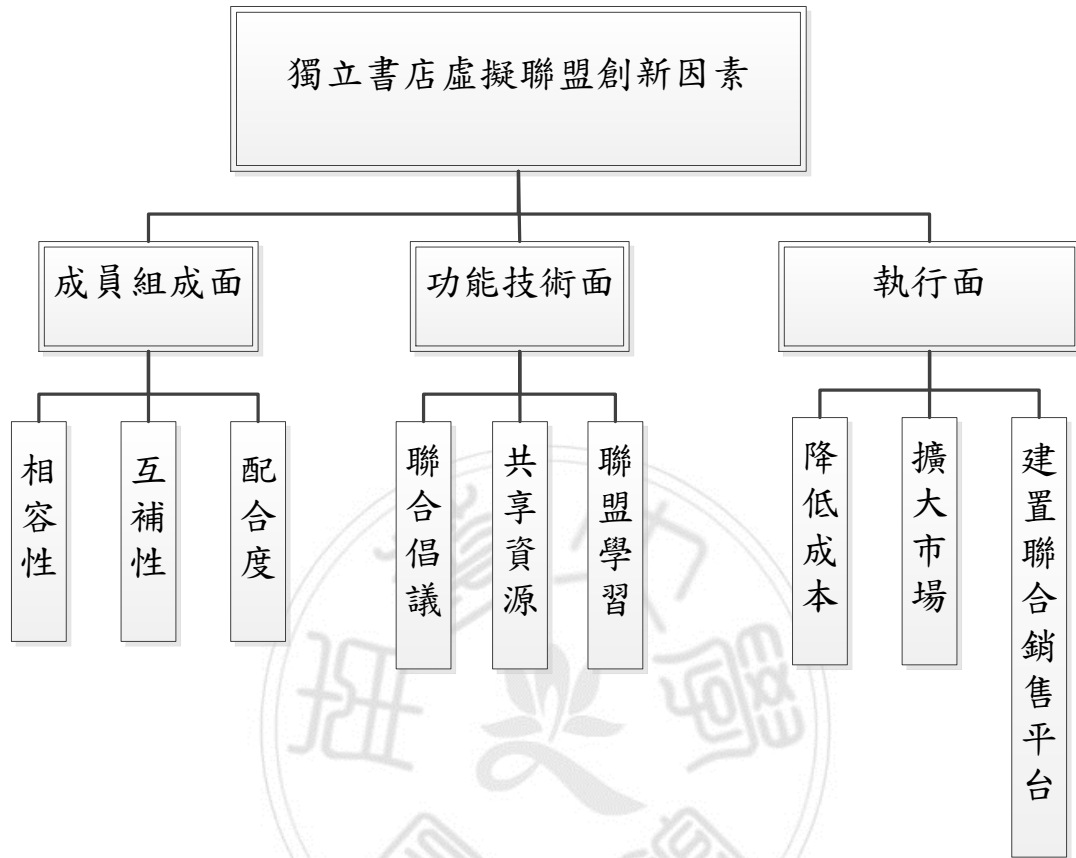 獨立書店虛擬聯盟創新因素
成員組成面
功能技術面
執行面
相容性
互補性
配合度
聯合倡議
共享資源
聯盟學習
降低成本
擴大市場
建置聯合銷售平台